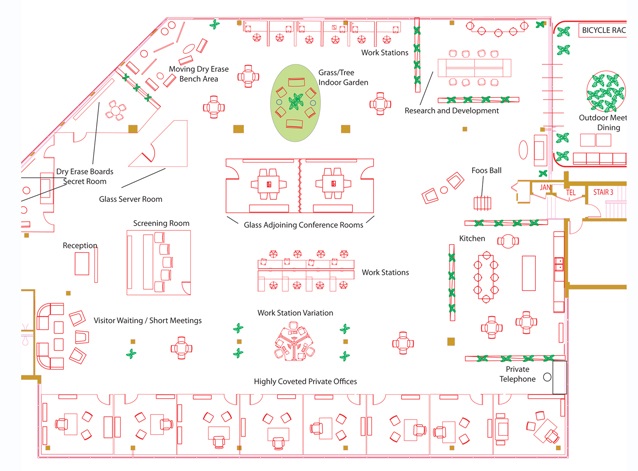 BICYCLE RAC
Work Stations
Moving Dry Erase
Bench Area
Grass/Tree
Indoor Garden
Research and Development
Outdoor Meet
Dining
Dry Erase Boards
Secret Room
Glass Server Room
Foos Ball
JAN
TEL
STAIR 3
Screening Room
Glass Adjoining Conference Rooms
Reception
Kitchen
Work Stations
Visitor Waiting / Short Meetings
Work Station Variation
Private
Telephone
Highly Coveted Private Offices